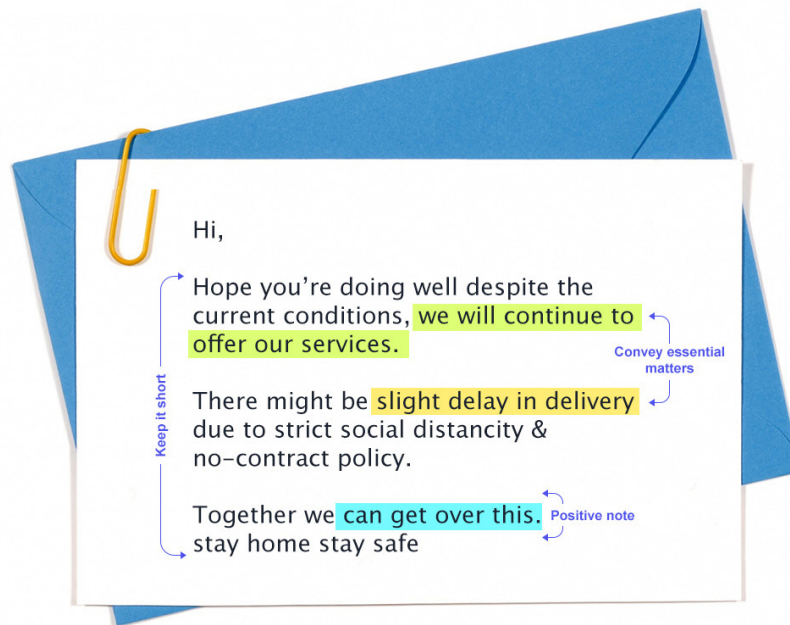 Hi,
Hope you're doing well despite the
current conditions, we will continue to
offer our services.
Convey essential
matters
There might be slight delay in delivery
due to strict social distancity &
no-contract policy.
Together we can get over this.
stay home stay safe
Positive note
Keep it short